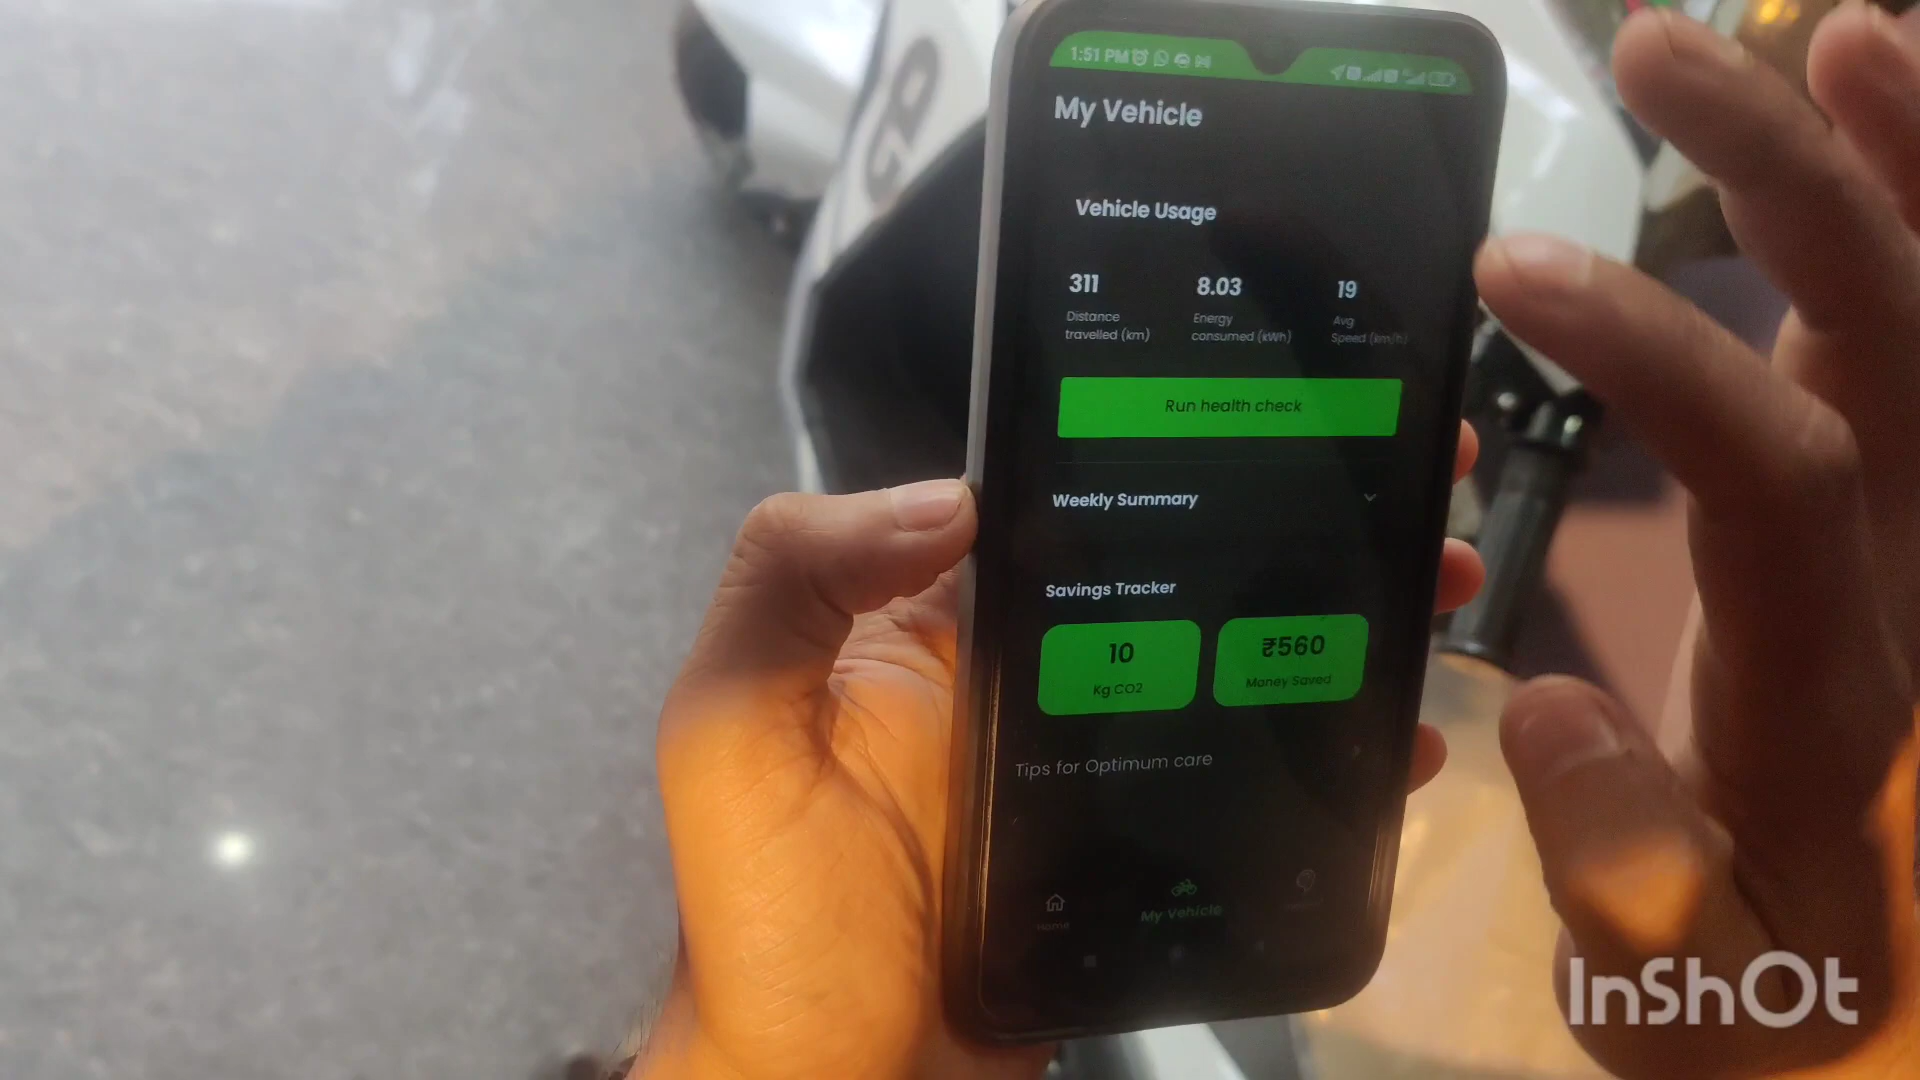 1:51 PM
My Vehicle
Vehicle Usage
311
Distance
travelled (km)
8.03
Energy
consumed (kWh)
19
Avg
Speed (km/h)
Run health check
Weekly Summary
Savings Tracker
10
Kg CO2
₹560
Money Saved
Tips for Optimum care
Home
My Vehicle
InShOt